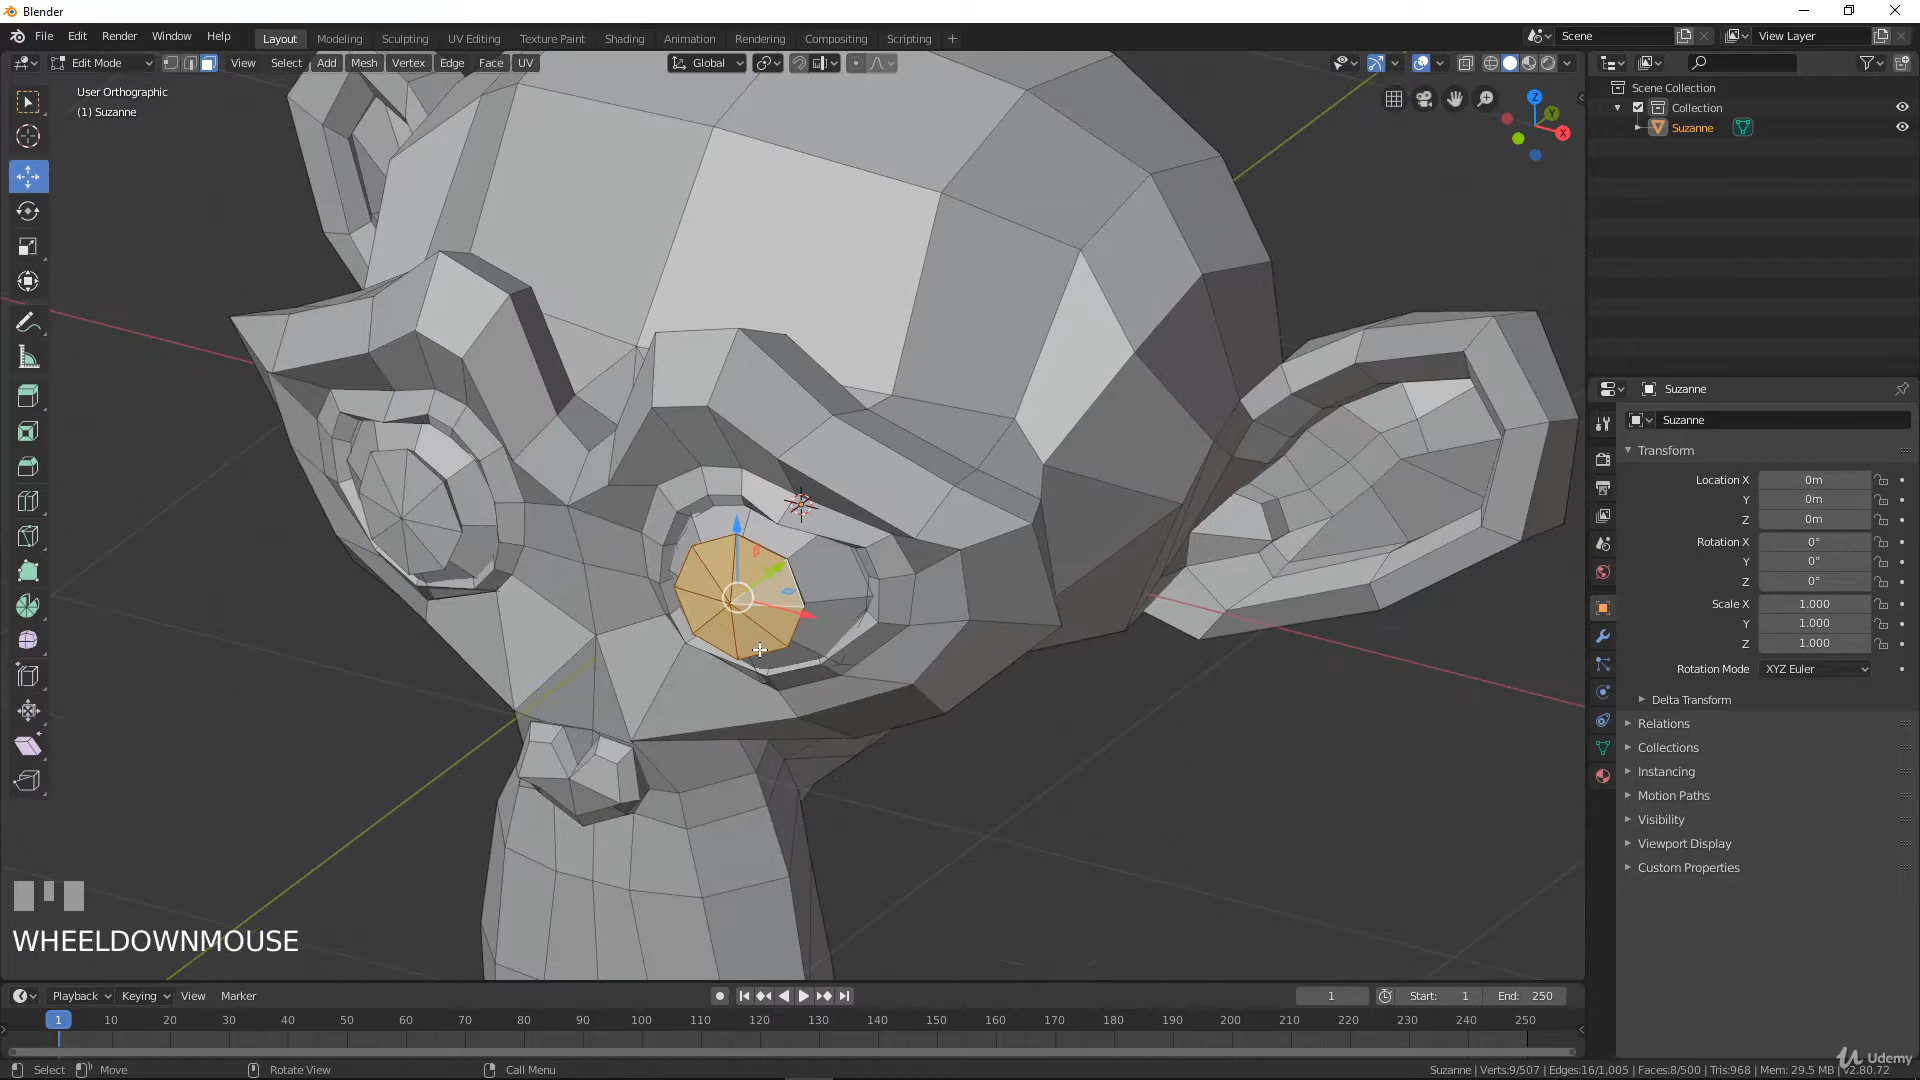 Blender
File Edit Render Window Help
Layout Modeling Sculpting UV Editing Texture Paint Shading Animation Rendering Compositing Scripting
Scene
View Layer
Edit Mode View Select Add Mesh Vertex Edge Face UV
Global
User Orthographic
(1) Suzanne
Z
Y
X
Scene Collection
Collection
Suzanne
Suzanne
Suzanne
Transform
Location X 0m
Y 0m
Z 0m
Rotation X 0°
Y 0°
Z 0°
Scale X 1.000
Y 1.000
Z 1.000
Rotation Mode XYZ Euler
Delta Transform
Relations
Collections
Instancing
Motion Paths
Visibility
Viewport Display
Custom Properties
WHEELDOWNMOUSE
Playback Keying View Marker
1 Start: 1 End: 250
1 10 20 30 40 50 60 70 80 90 100 110 120 130 140 150 160 170 180 190 200 210 220 230 240 250
Select Move Rotate View Call Menu
Suzanne | Verts:9/507 | Edges:16/1,005 | Faces:8/500 | Tris:968 | Mem: 29.5 MB | v2.80.72
Udemy